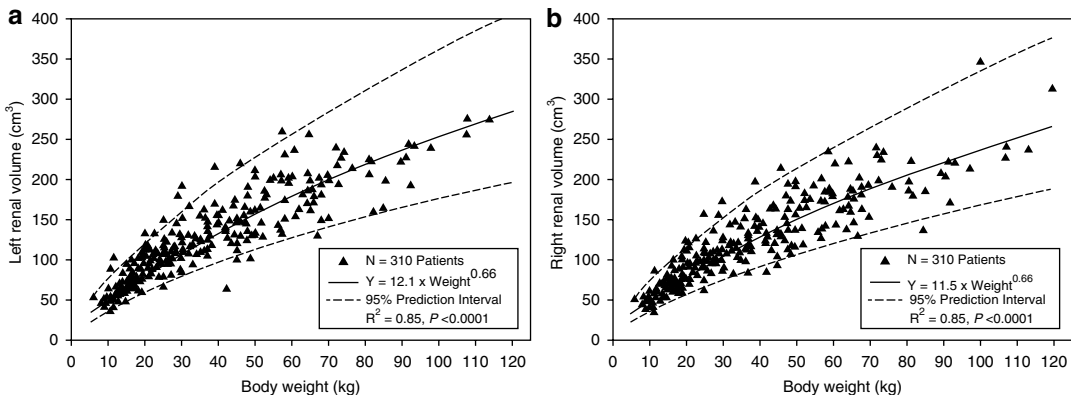 a
400
350
300
250
200
150
100
50
0
Left renal volume (cm³)
0 10 20 30 40 50 60 70 80 90 100 110 120
Body weight (kg)
N = 310 Patients
Y = 12.1 x Weight^0.66
95% Prediction Interval
R² = 0.85, P <0.0001
b
400
350
300
250
200
150
100
50
0
Right renal volume (cm³)
0 10 20 30 40 50 60 70 80 90 100 110 120
Body weight (kg)
N = 310 Patients
Y = 11.5 x Weight^0.66
95% Prediction Interval
R² = 0.85, P <0.0001